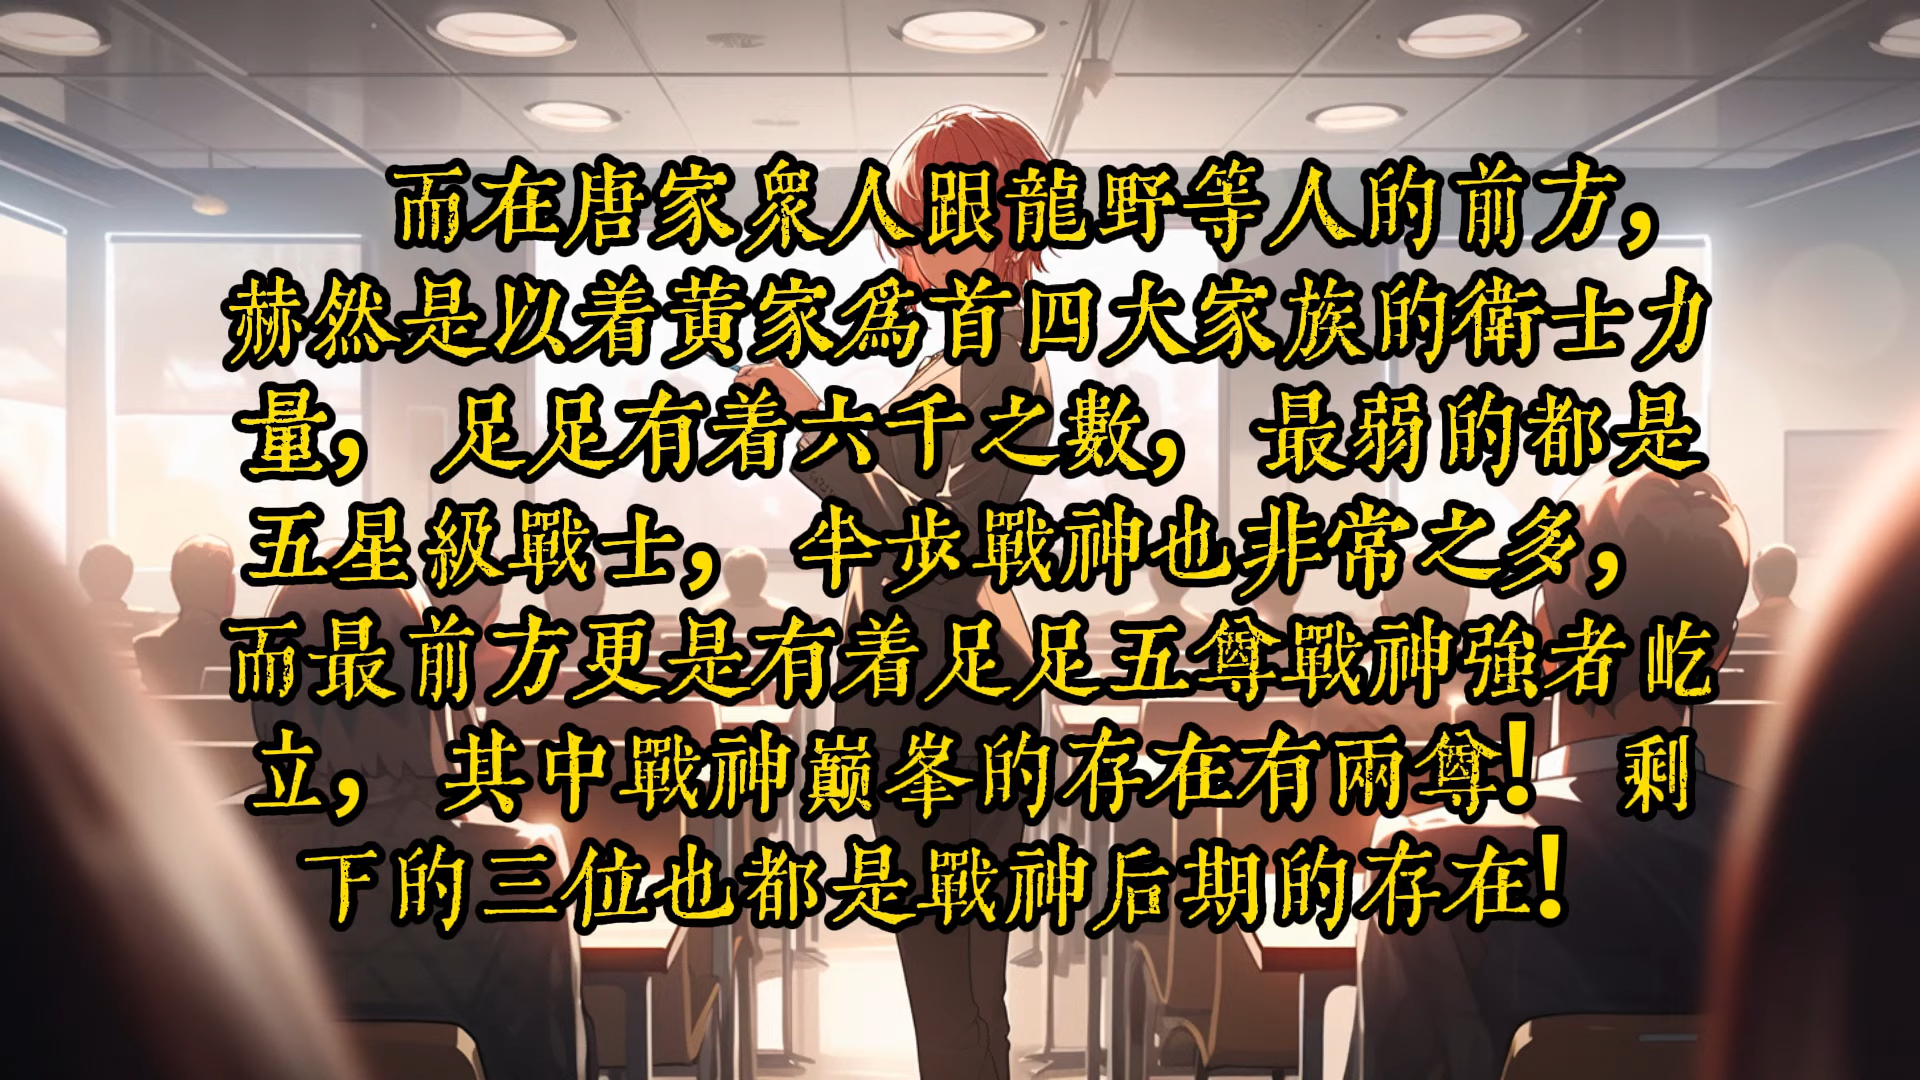 而在唐家衆人跟龍野等人的前方，
赫然是以着黄家爲首四大家族的衛士力
量，足足有着六千之數，最弱的都是
五星級戰士，半步戰神也非常之多，
而最前方更是有着足足五尊戰神強者屹
立，其中戰神巅峯的存在有兩尊！剩
下的三位也都是戰神后期的存在！